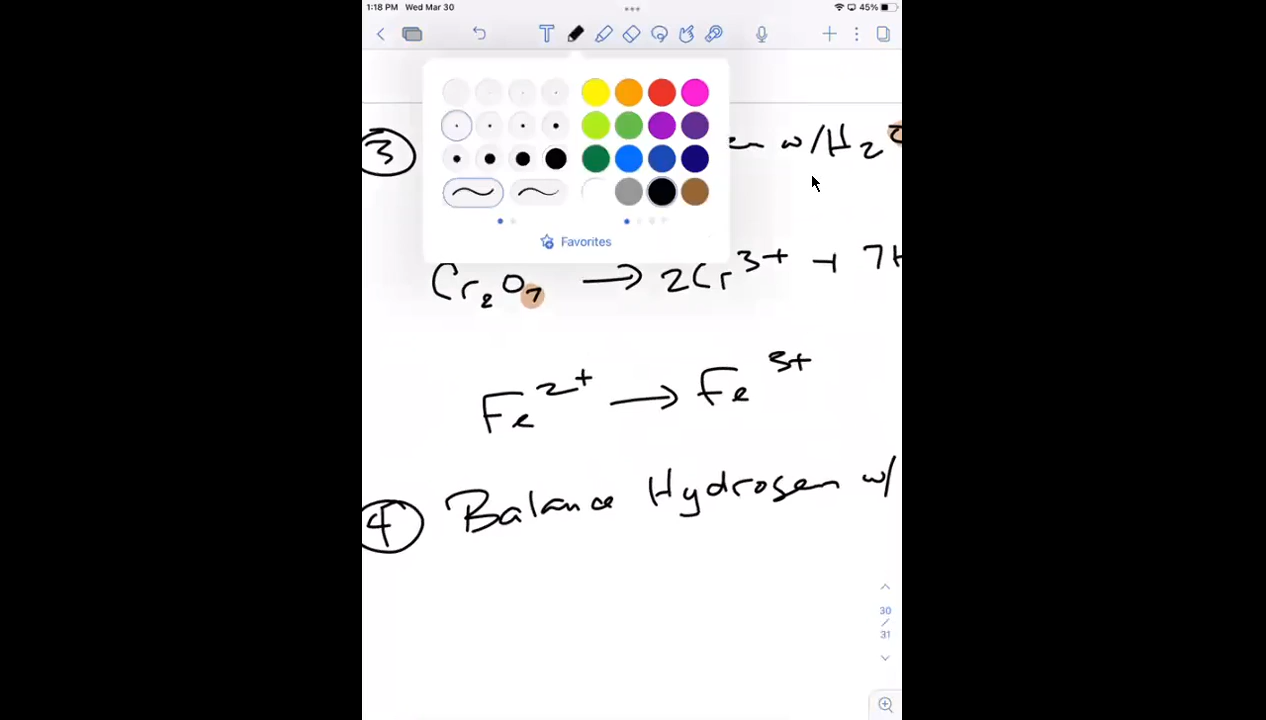 1:18 PM Wed Mar 30 45%
T
Favorites
3 w/H2O
Cr2O7 → 2Cr3+ + 7H
Fe2+ → Fe3+
4 Balance Hydrogen w/
30
/
31